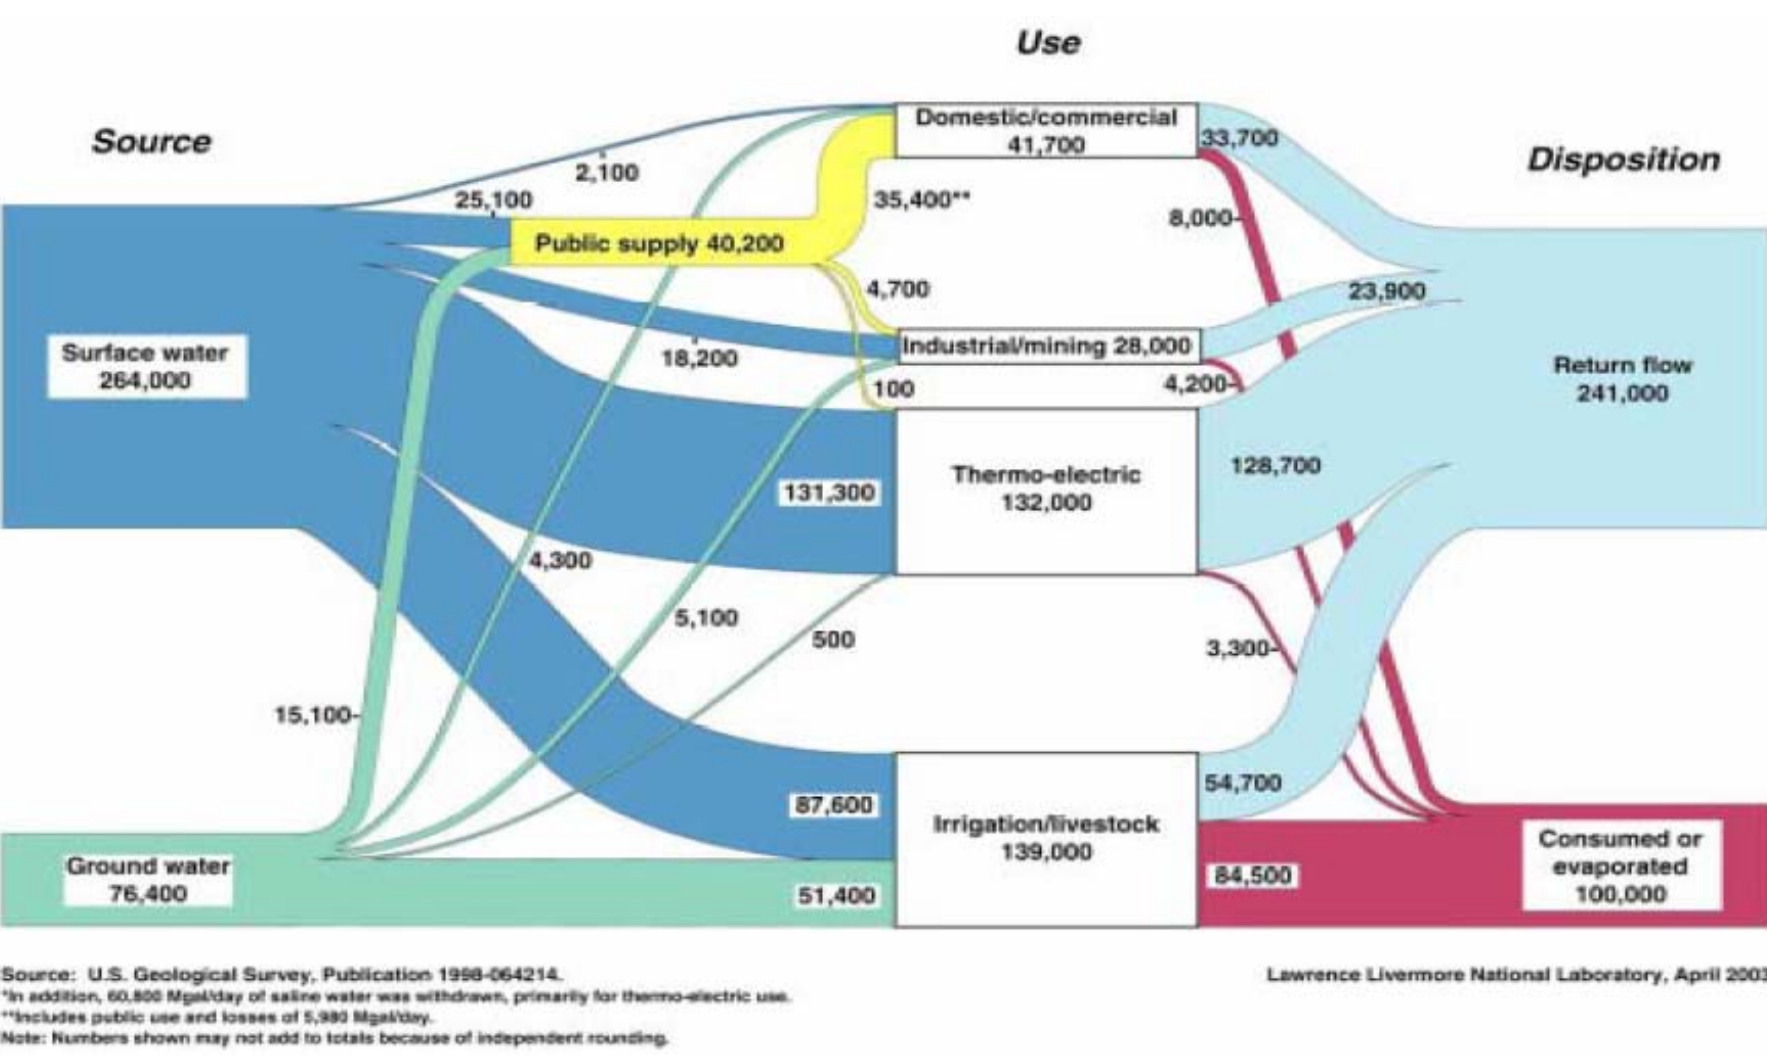 Use
Source
Disposition
Domestic/commercial
41,700
33,700
2,100
25,100
35,400**
8,000-
Public supply 40,200
4,700
23,900
Surface water
264,000
18,200
Industrial/mining 28,000
100
4,200-
Return flow
241,000
131,300
Thermo-electric
132,000
128,700
4,300
5,100
500
3,300-
15,100-
87,600
Irrigation/livestock
139,000
54,700
Ground water
76,400
51,400
84,500
Consumed or
evaporated
100,000
Source: U.S. Geological Survey, Publication 1998-064214.
Lawrence Livermore National Laboratory, April 2003
*In addition, 60,800 Mgal/day of saline water was withdrawn, primarily for thermo-electric use.
**Includes public use and losses of 5,980 Mgal/day.
Note: Numbers shown may not add to totals because of independent rounding.